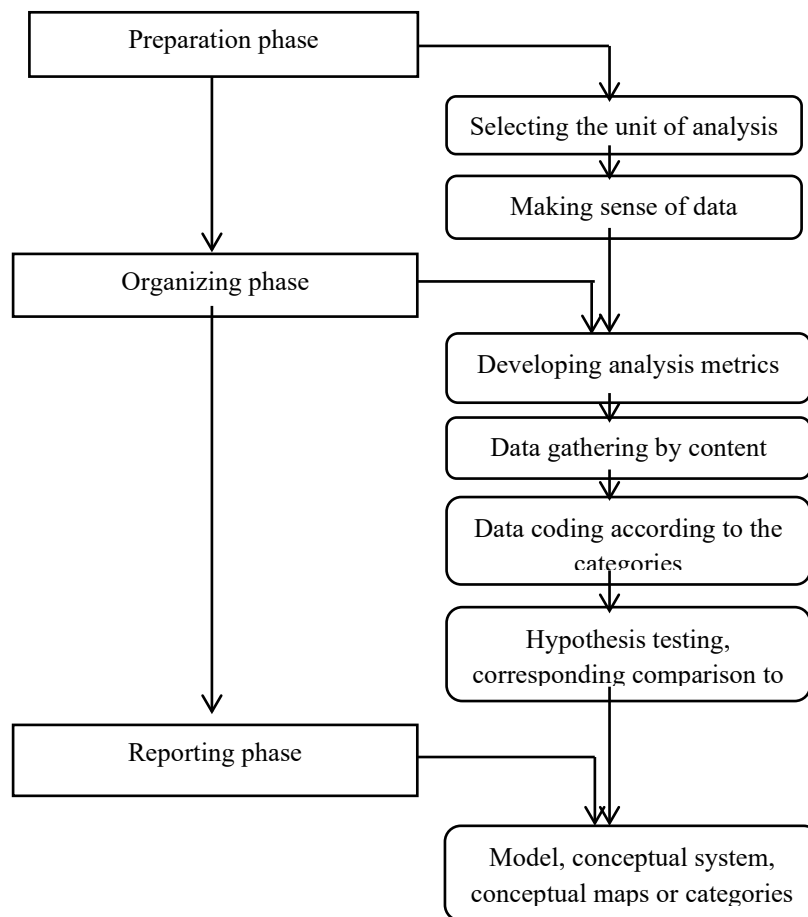 Preparation phase
Selecting the unit of analysis
Making sense of data
Organizing phase
Developing analysis metrics
Data gathering by content
Data coding according to the
categories
Hypothesis testing,
corresponding comparison to
Reporting phase
Model, conceptual system,
conceptual maps or categories